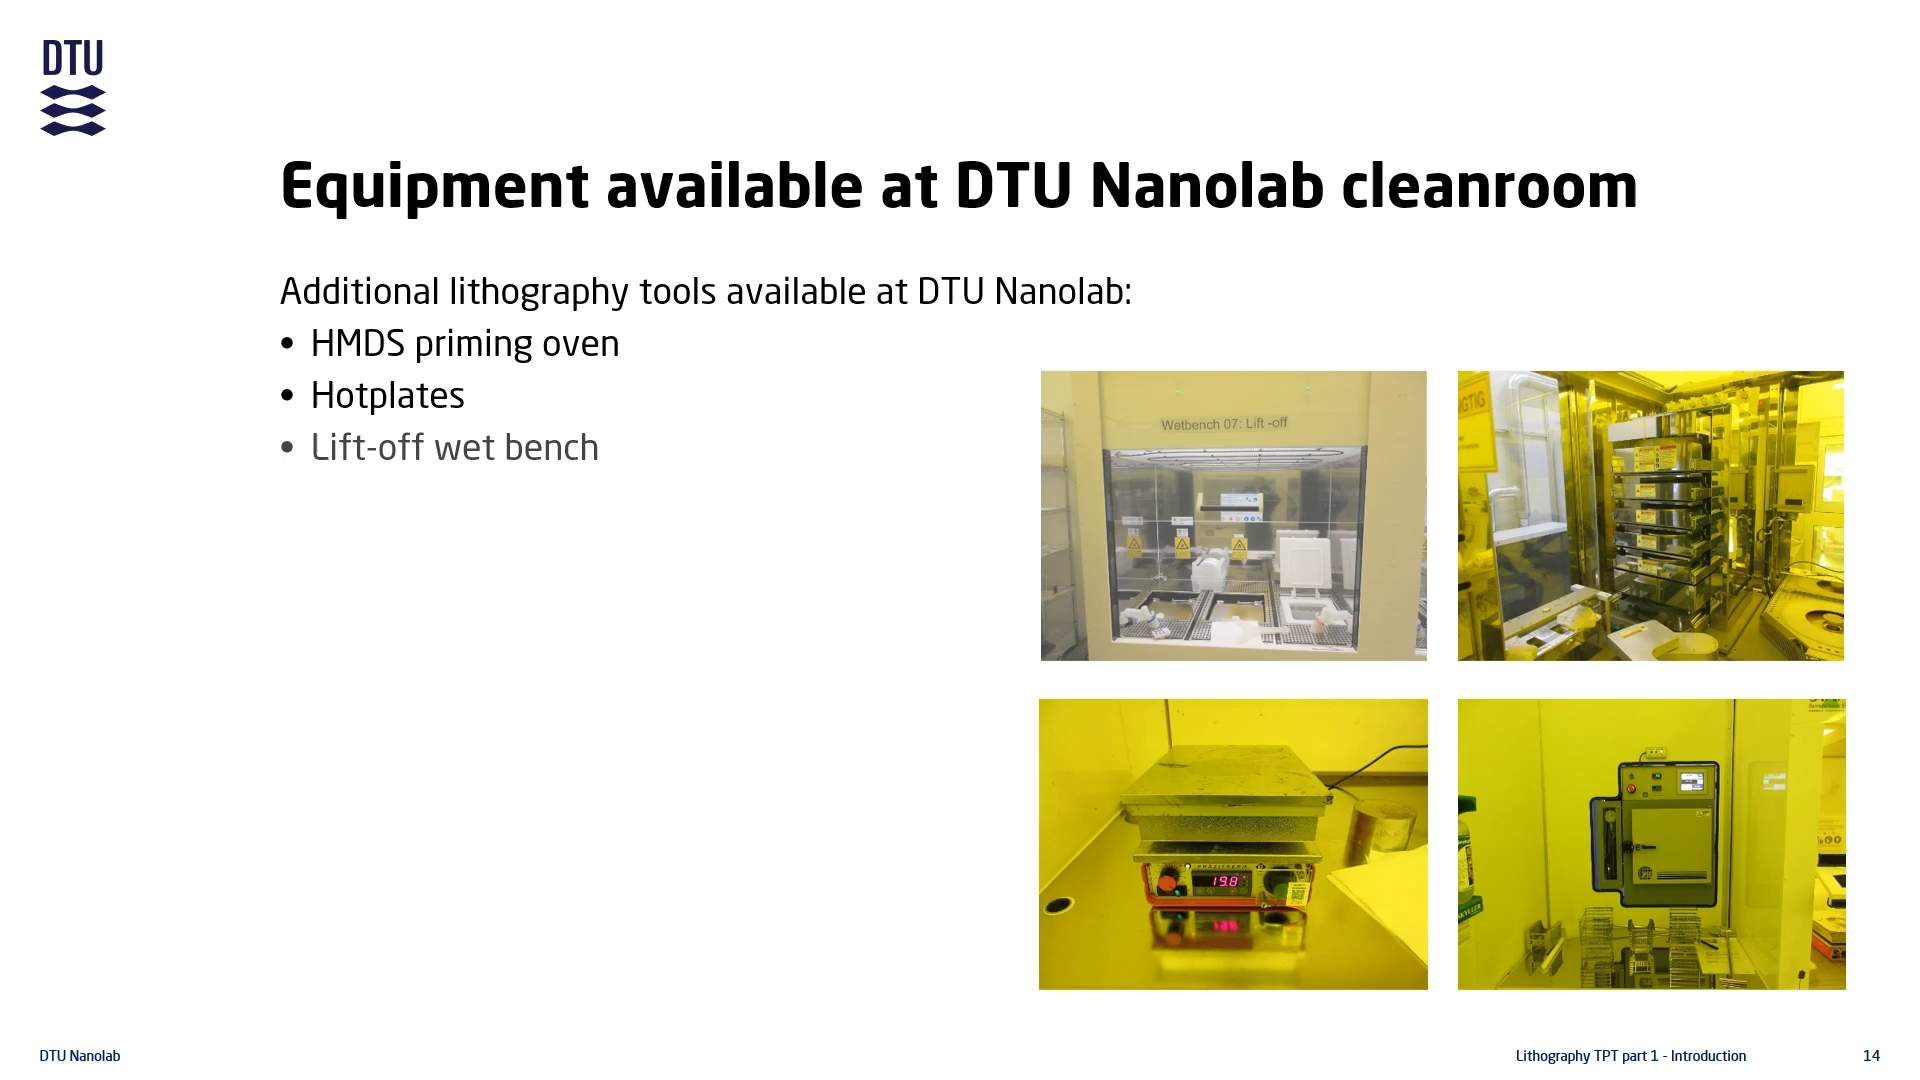 DTU
Equipment available at DTU Nanolab cleanroom
Additional lithography tools available at DTU Nanolab:
• HMDS priming oven
• Hotplates
• Lift-off wet bench
Wetbench 07: Lift -off
19.8
DTU Nanolab
Lithography TPT part 1 - Introduction
14